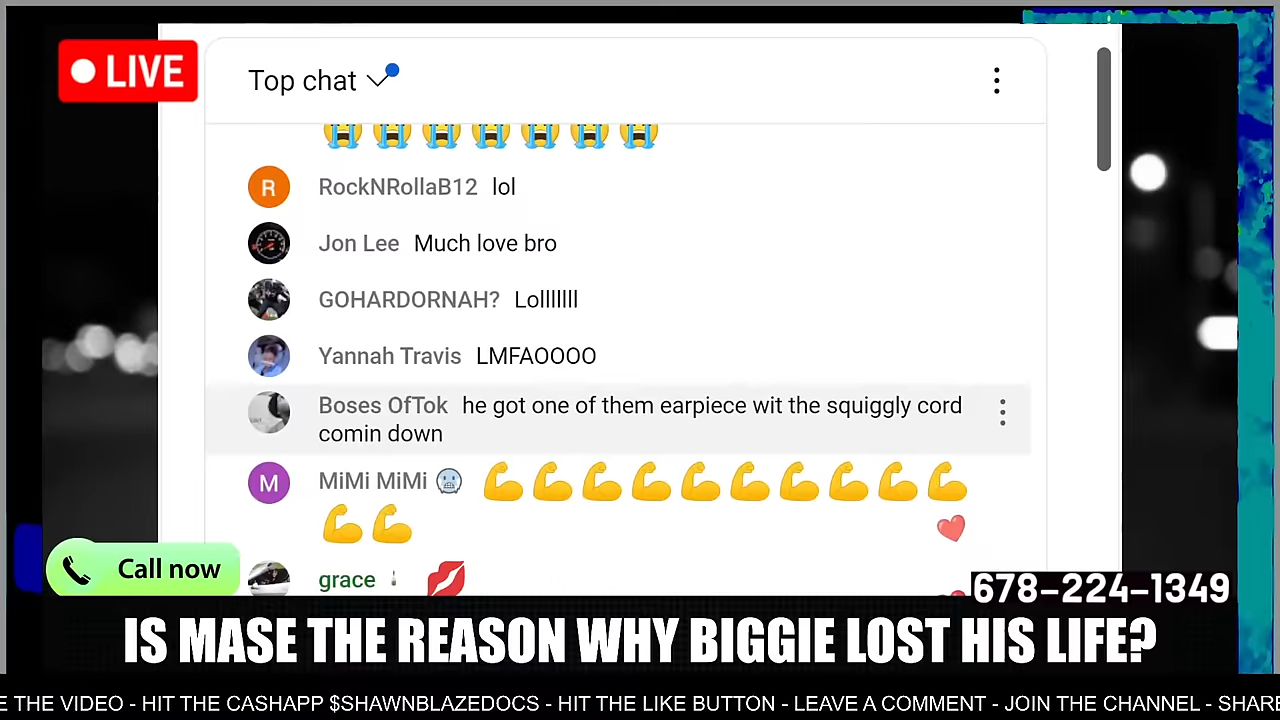 LIVE
Top chat
R RockNRollaB12 lol
Jon Lee Much love bro
GOHARDORNAH? Lolllllll
Yannah Travis LMFAOOOO
Boses OfTok he got one of them earpiece wit the squiggly cord
comin down
M MiMi MiMi
grace
Call now
678-224-1349
IS MASE THE REASON WHY BIGGIE LOST HIS LIFE?
E THE VIDEO - HIT THE CASHAPP $SHAWNBLAZEDOCS - HIT THE LIKE BUTTON - LEAVE A COMMENT - JOIN THE CHANNEL - SHARE